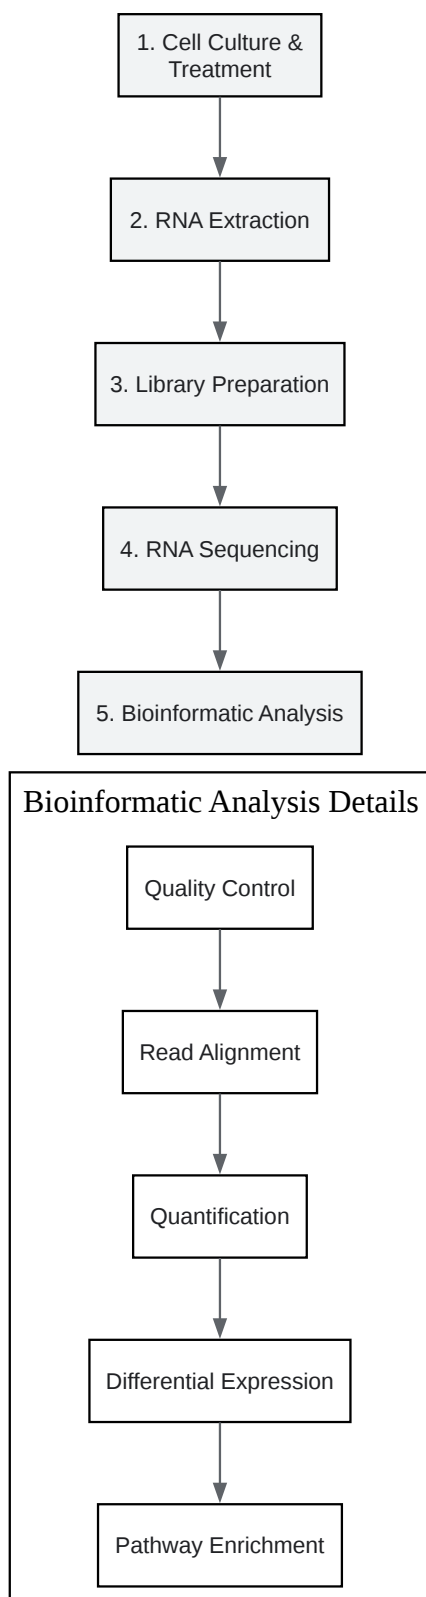 1. Cell Culture &
Treatment
2. RNA Extraction
3. Library Preparation
4. RNA Sequencing
5. Bioinformatic Analysis
Bioinformatic Analysis Details
Quality Control
Read Alignment
Quantification
Differential Expression
Pathway Enrichment